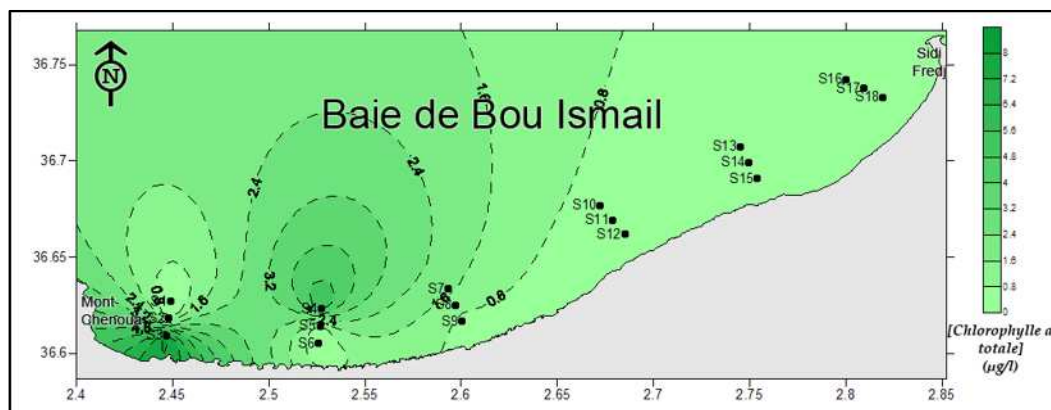 36.75
36.7
36.65
36.6
2.4
2.45
2.5
2.55
2.6
2.65
2.7
2.75
2.8
2.85
N
Baie de Bou Ismail
Sidi
Fredj
Mont-
Chenoua
S4
S5
S6
S7
S8
S9
S10
S11
S12
S13
S14
S15
S16
S17
S18
1.6
0.8
2.4
2.4
3.2
1.6
2.4
0.8
8
7.2
6.4
5.6
4.8
4
3.2
2.4
1.6
0.8
0
[Chlorophylle a
totale]
(µg/l)